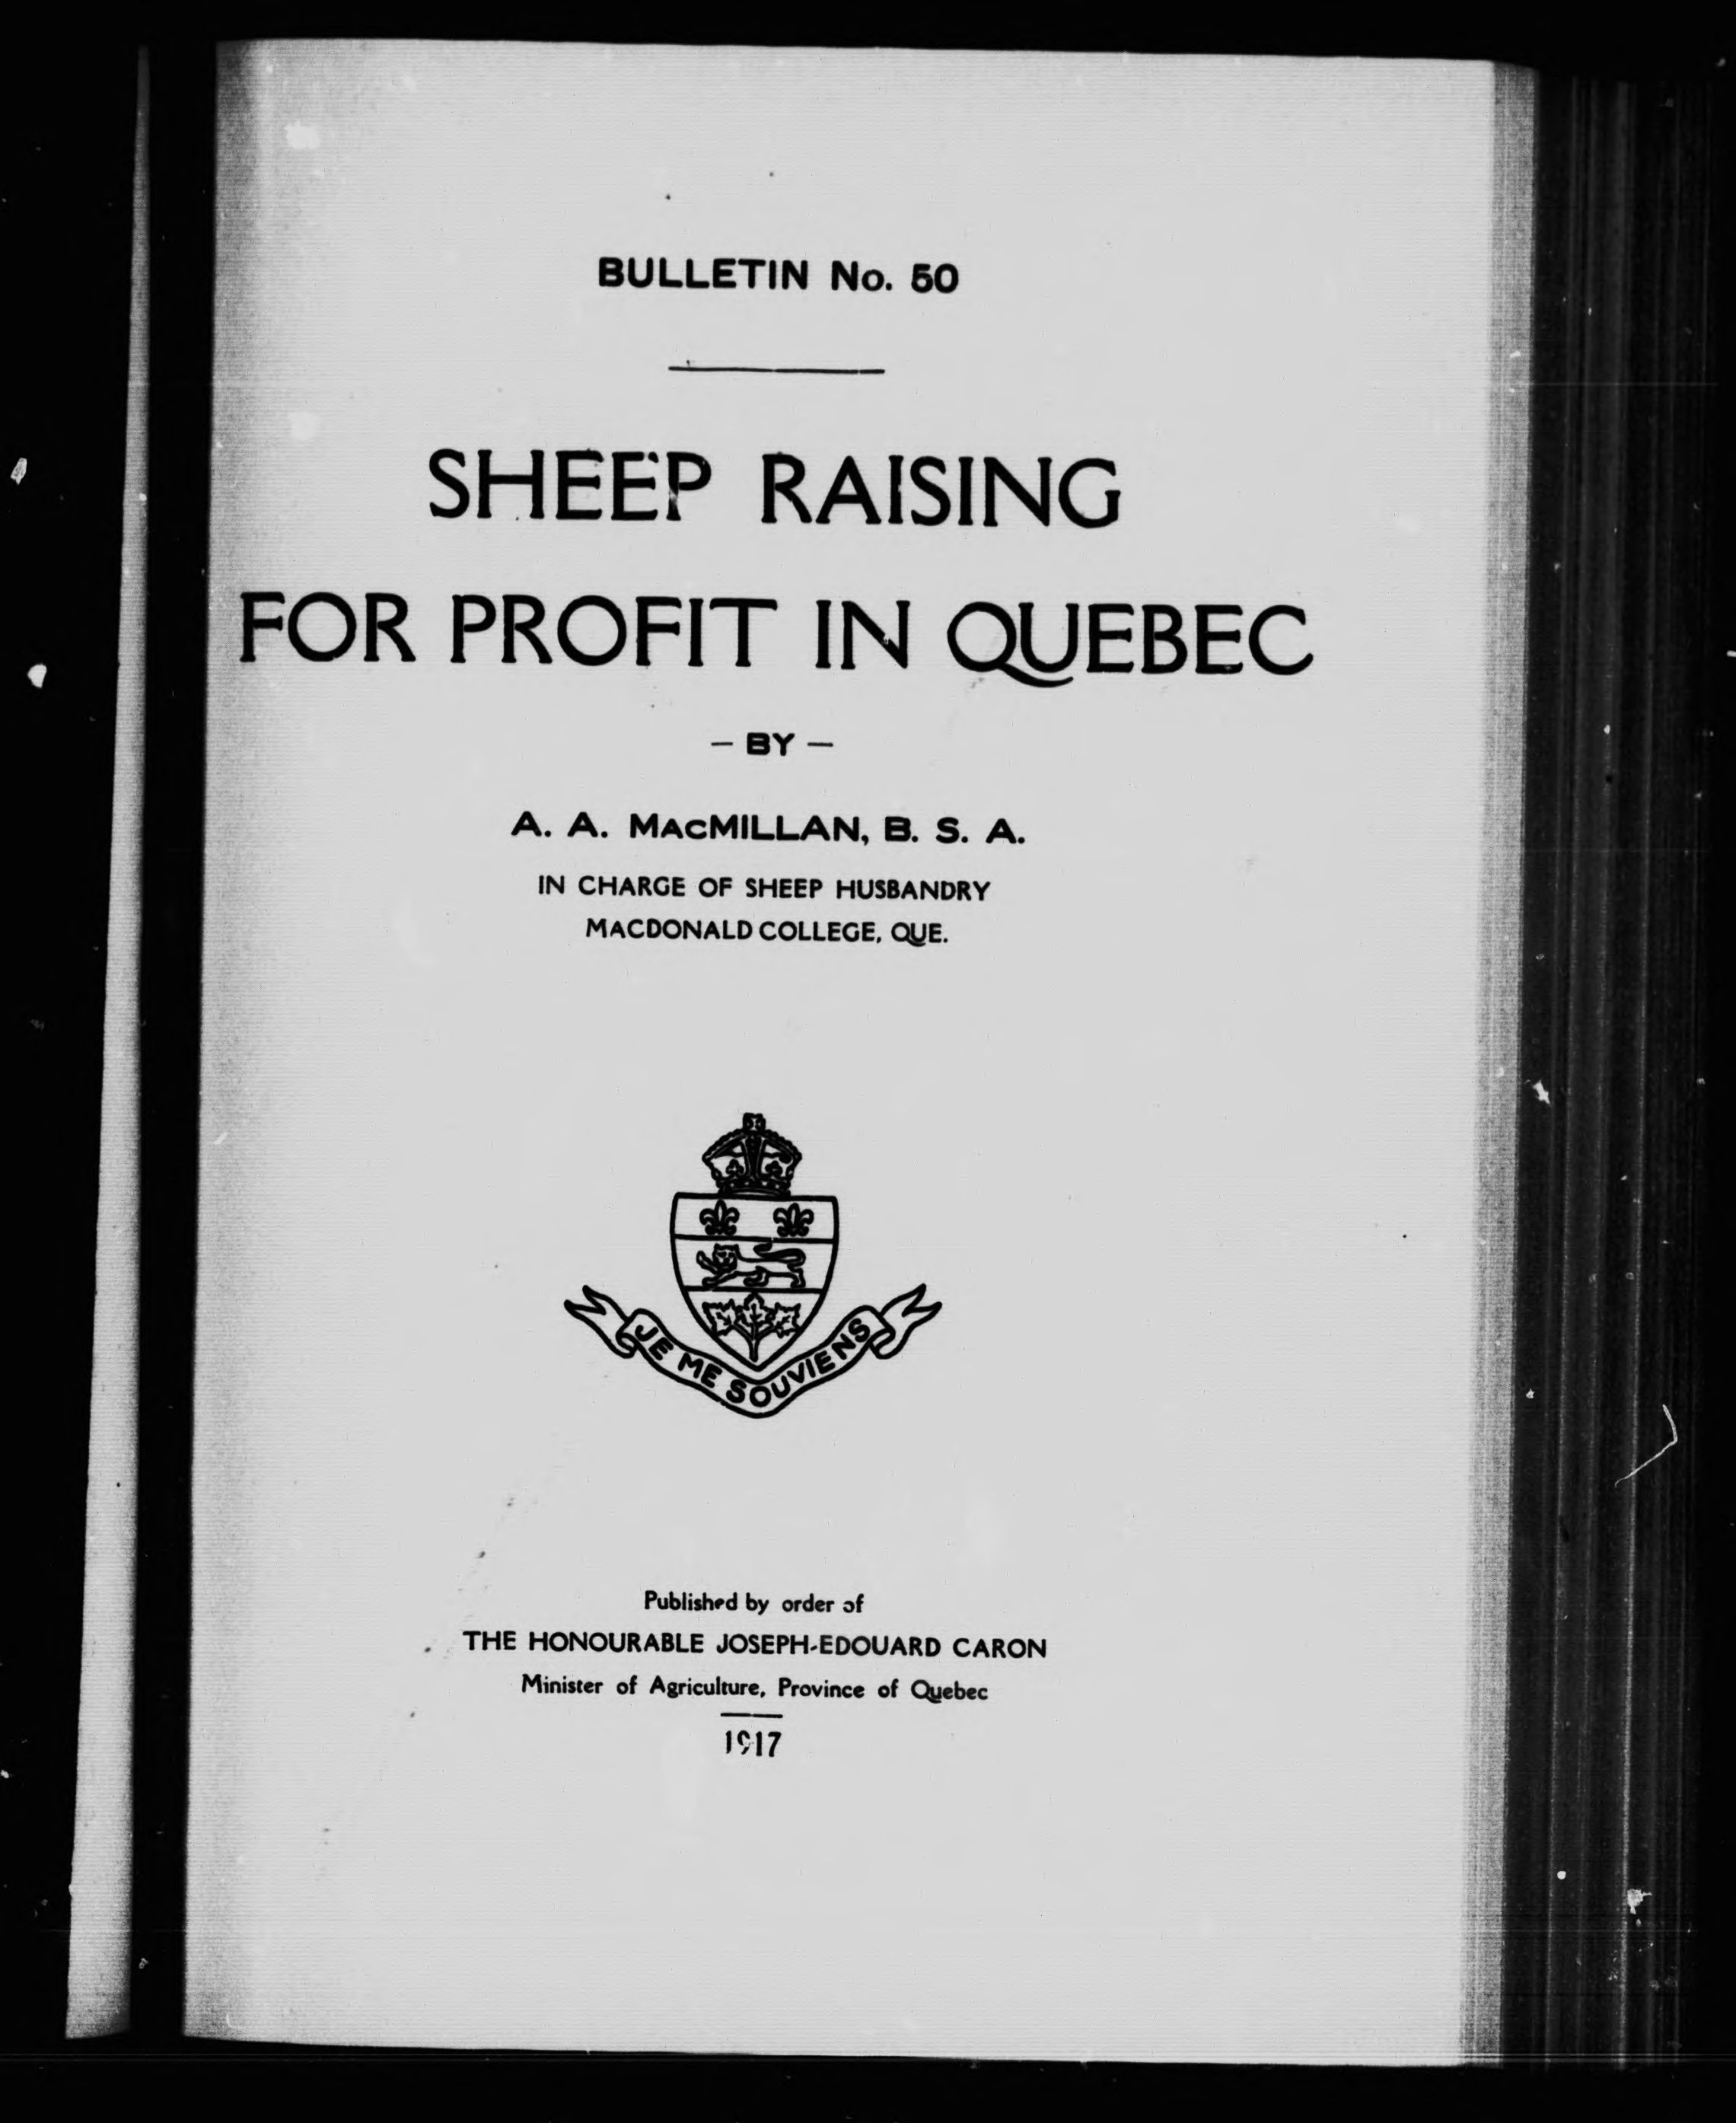 BULLETIN No. 50
SHEEP RAISING
FOR PROFIT IN QUEBEC
– BY –
A. A. MacMILLAN, B. S. A.
IN CHARGE OF SHEEP HUSBANDRY
MACDONALD COLLEGE, QUE.
JE ME SOUVIENS
Published by order of
THE HONOURABLE JOSEPH-EDOUARD CARON
Minister of Agriculture, Province of Quebec
1917